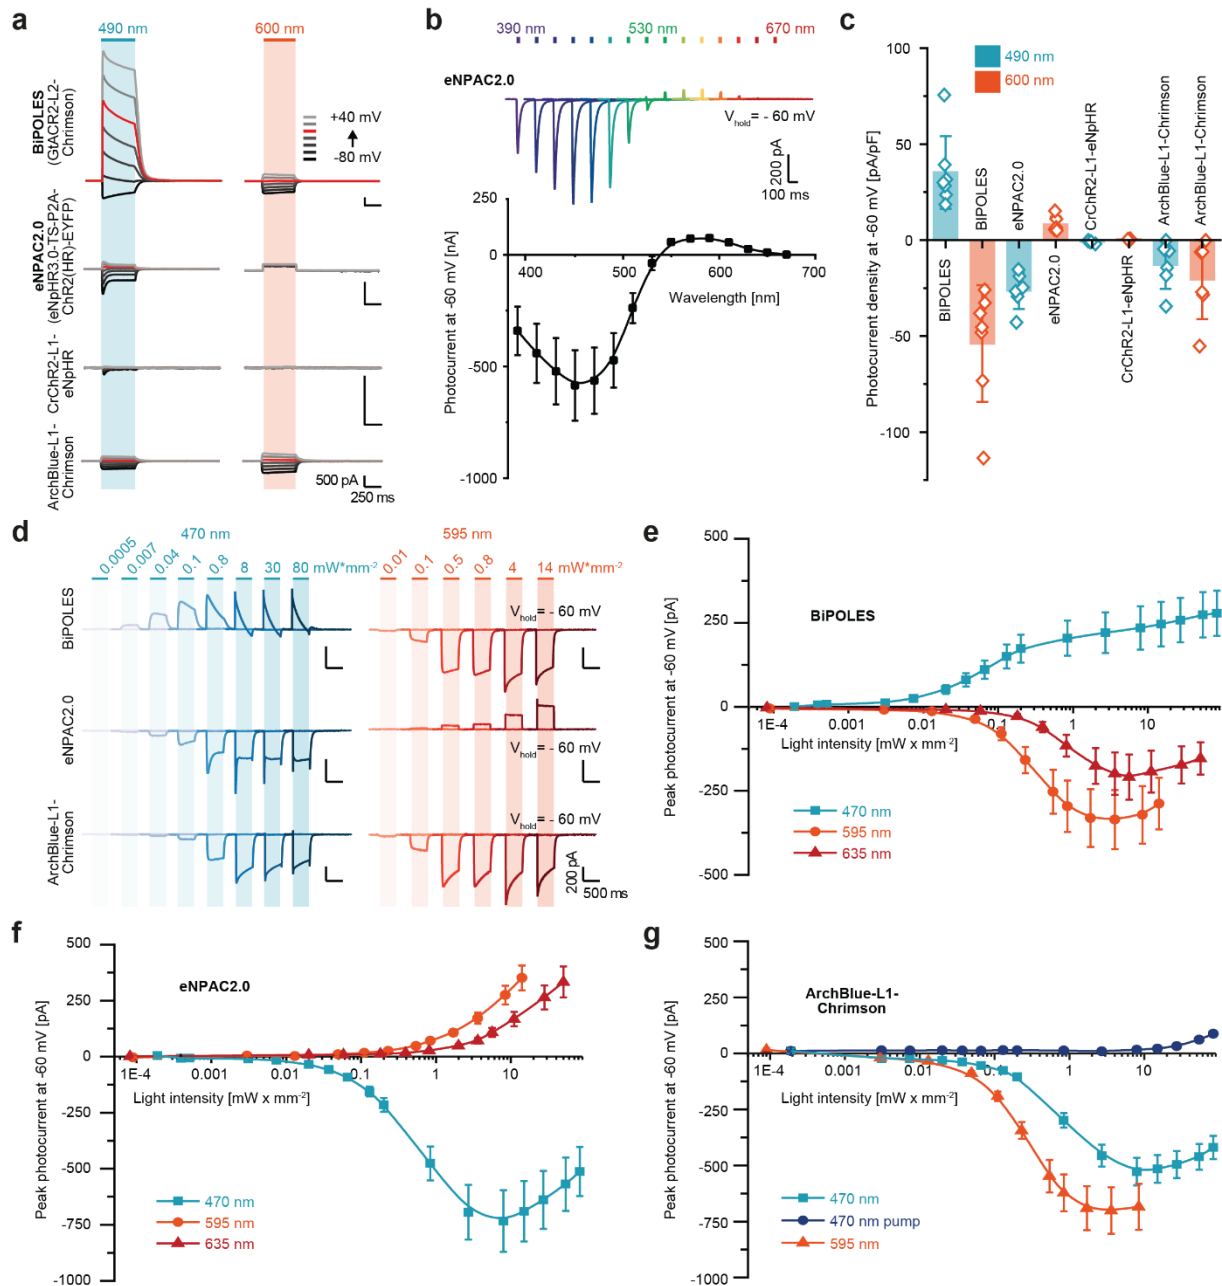 a
490 nm
600 nm
BiPOLES
(GtACR2-L2-
Chrimson)
+40 mV
-80 mV
eNPAC2.0
(eNpHR3.0-TS-P2A-
ChR2(HR)-EYFP)
CrChR2-L1-
eNpHR
ArchBlue-L1-
Chrimson
500 pA
250 ms
b
390 nm
530 nm
670 nm
eNPAC2.0
Vhold= - 60 mV
200 pA
100 ms
Photocurrent at -60 mV [nA]
250
0
-500
-1000
400
500
600
700
Wavelength [nm]
c
490 nm
600 nm
Photocurrent density at -60 mV [pA/pF]
100
50
0
-50
-100
BIPOLES
BIPOLES
eNPAC2.0
eNPAC2.0
CrChR2-L1-eNpHR
CrChR2-L1-eNpHR
ArchBlue-L1-Chrimson
ArchBlue-L1-Chrimson
d
470 nm
595 nm
0.0005
0.007
0.04
0.1
0.8
8
30
80
mW*mm-2
0.01
0.1
0.5
0.8
4
14
mW*mm-2
BiPOLES
Vhold= - 60 mV
eNPAC2.0
Vhold= - 60 mV
ArchBlue-L1-
Chrimson
Vhold= - 60 mV
200 pA
500 ms
e
Peak photocurrent at -60 mV [pA]
500
250
0
-250
-500
BiPOLES
1E-4
0.001
0.01
0.1
1
10
Light intensity [mW x mm-2]
470 nm
595 nm
635 nm
f
Peak photocurrent at -60 mV [pA]
500
250
0
-250
-500
-750
-1000
eNPAC2.0
1E-4
0.001
0.01
0.1
1
10
Light intensity [mW x mm-2]
470 nm
595 nm
635 nm
g
Peak photocurrent at -60 mV [pA]
500
250
0
-250
-500
-750
-1000
ArchBlue-L1-
Chrimson
1E-4
0.001
0.01
0.1
1
10
Light intensity [mW x mm-2]
470 nm
470 nm pump
595 nm